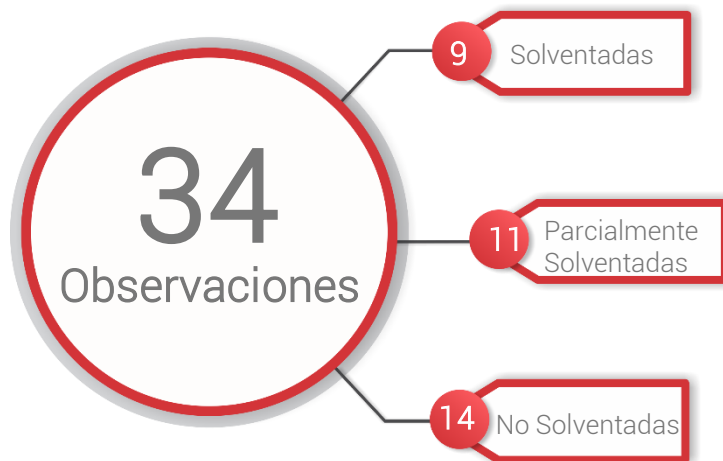 34
Observaciones
9
Solventadas
11
Parcialmente
Solventadas
14
No Solventadas